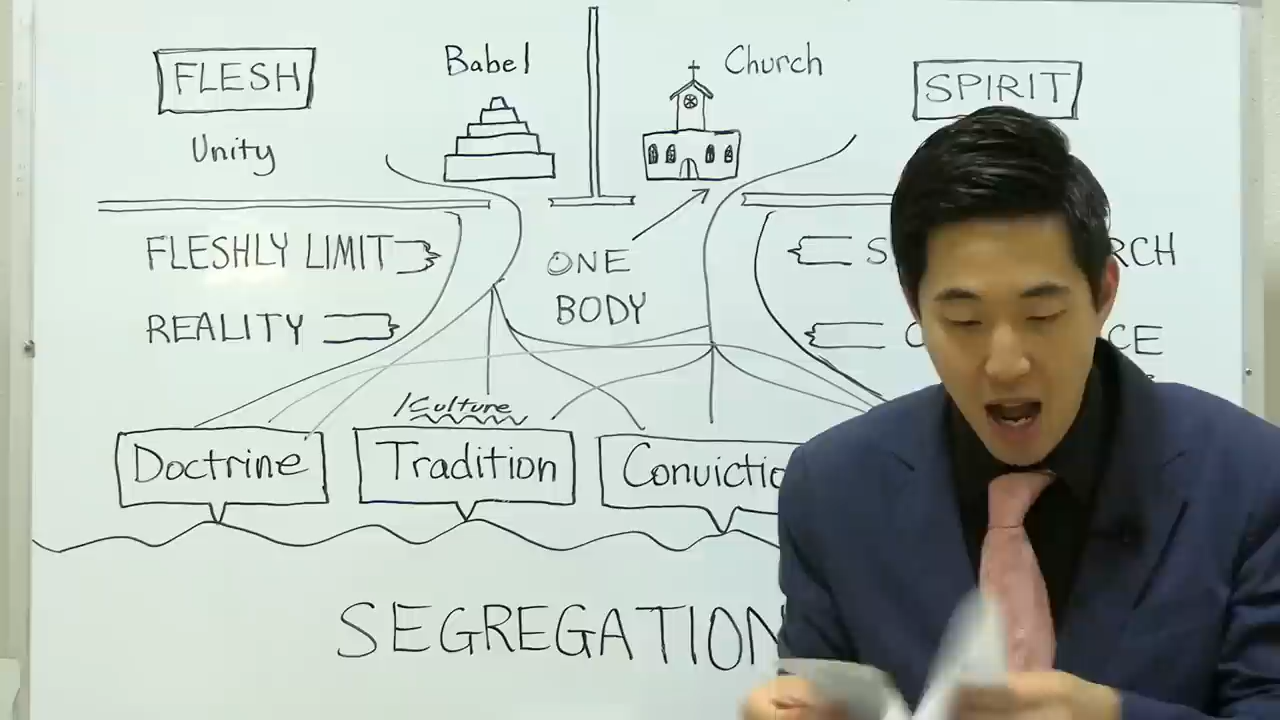 FLESH
Babel
Church
SPIRIT
Unity
FLESHLY LIMIT
ONE
BODY
REALITY
/Culture
Doctrine
Tradition
SEGREGATION